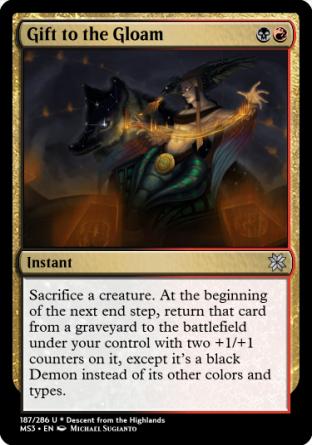 Gift to the Gloam
Instant
Sacrifice a creature. At the beginning
of the next end step, return that card
from a graveyard to the battlefield
under your control with two +1/+1
counters on it, except it's a black
Demon instead of its other colors and
types.
187/286 U * Descent from the Highlands
MS3 • EN Michael Sugianto